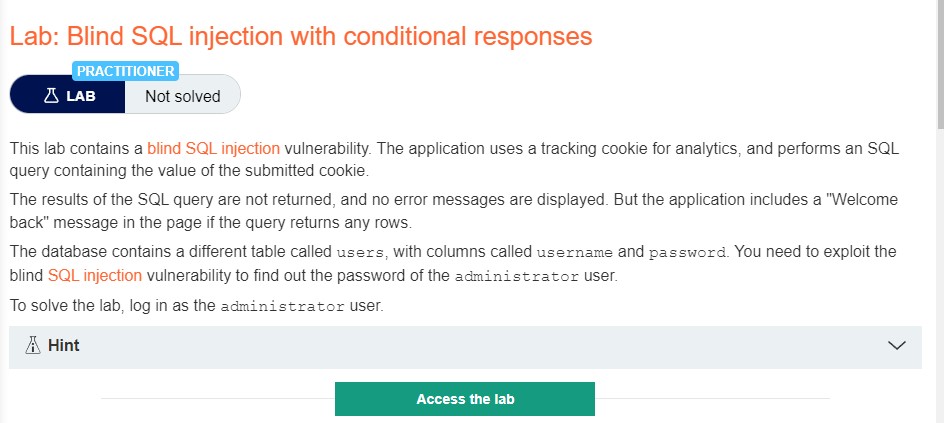 Lab: Blind SQL injection with conditional responses
PRACTITIONER
LAB Not solved
This lab contains a blind SQL injection vulnerability. The application uses a tracking cookie for analytics, and performs an SQL
query containing the value of the submitted cookie.
The results of the SQL query are not returned, and no error messages are displayed. But the application includes a "Welcome
back" message in the page if the query returns any rows.
The database contains a different table called users, with columns called username and password. You need to exploit the
blind SQL injection vulnerability to find out the password of the administrator user.
To solve the lab, log in as the administrator user.
Hint
Access the lab